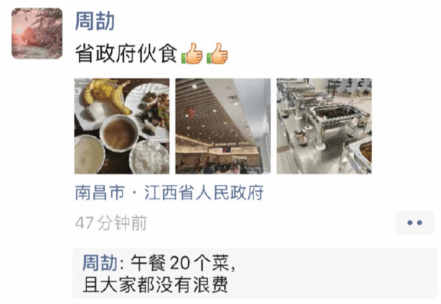 周劼
省政府伙食👍👍
南昌市·江西省人民政府
47分钟前
周劼: 午餐20个菜，
且大家都没有浪费